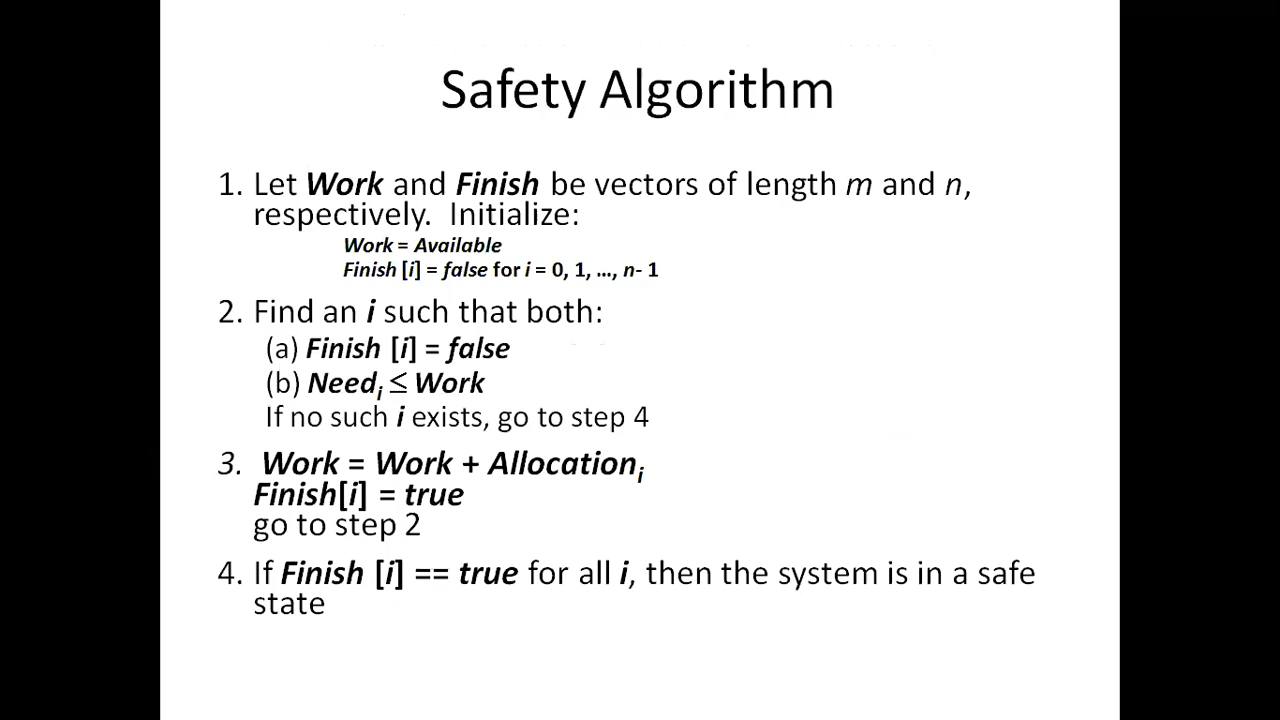 Safety Algorithm
1. Let Work and Finish be vectors of length m and n,
respectively. Initialize:
Work = Available
Finish [i] = false for i = 0, 1, …, n- 1
2. Find an i such that both:
(a) Finish [i] = false
(b) Needi ≤ Work
If no such i exists, go to step 4
3. Work = Work + Allocationi
Finish[i] = true
go to step 2
4. If Finish [i] == true for all i, then the system is in a safe
state